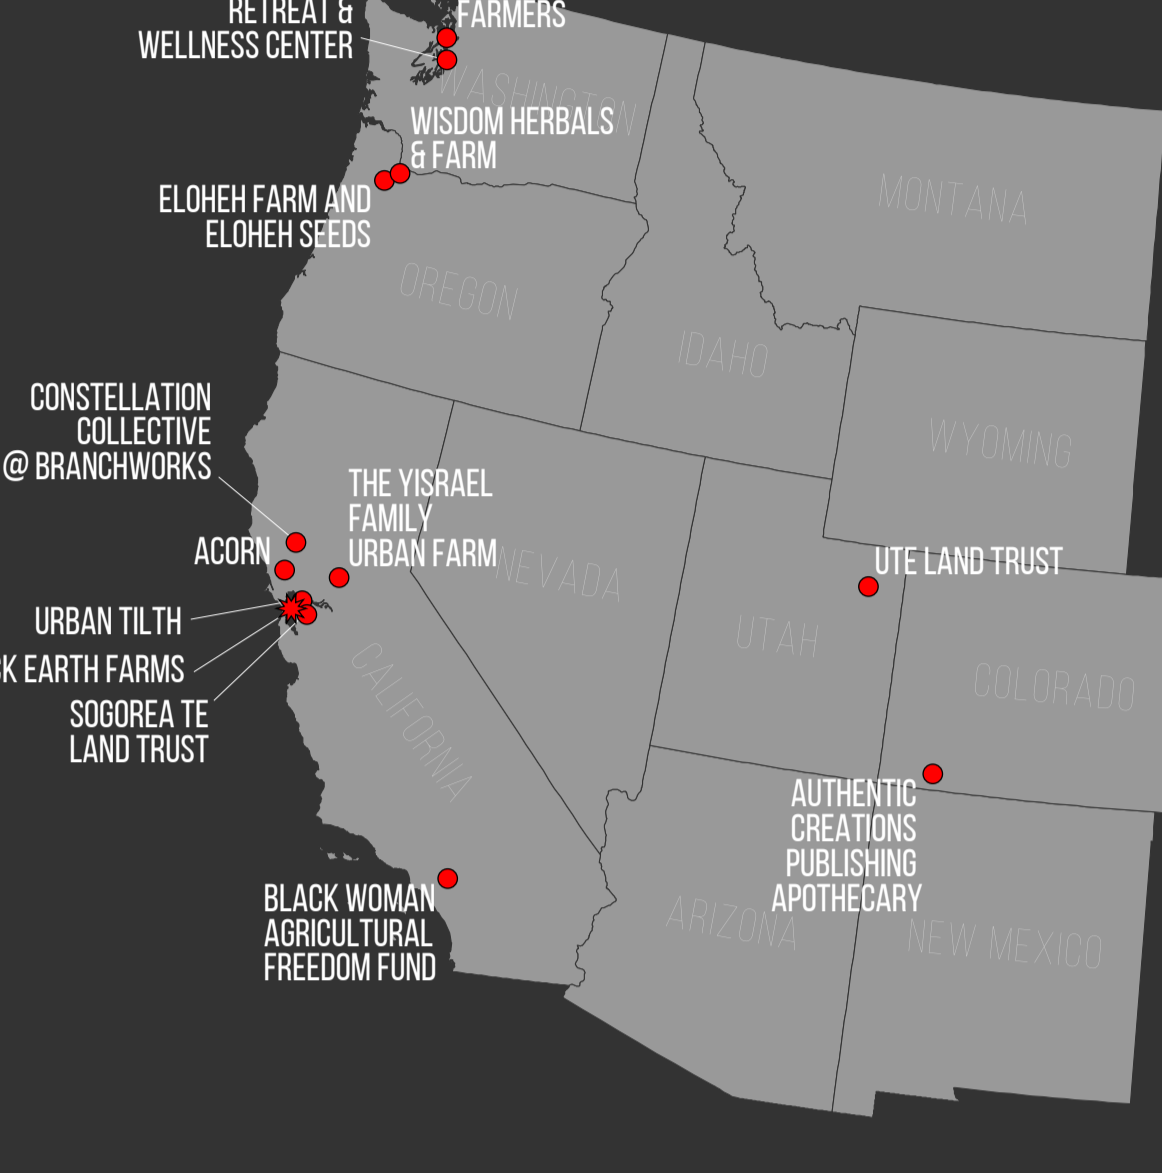 RETREAT &
WELLNESS CENTER
FARMERS
WASHINGTON
WISDOM HERBALS
& FARM
ELOHEH FARM AND
ELOHEH SEEDS
MONTANA
OREGON
IDAHO
WYOMING
CONSTELLATION
COLLECTIVE
@ BRANCHWORKS
THE YISRAEL
FAMILY
URBAN FARM
ACORN
NEVADA
UTE LAND TRUST
URBAN TILTH
CK EARTH FARMS
SOGOREA TE
LAND TRUST
UTAH
COLORADO
CALIFORNIA
AUTHENTIC
CREATIONS
PUBLISHING
APOTHECARY
BLACK WOMAN
AGRICULTURAL
FREEDOM FUND
ARIZONA
NEW MEXICO